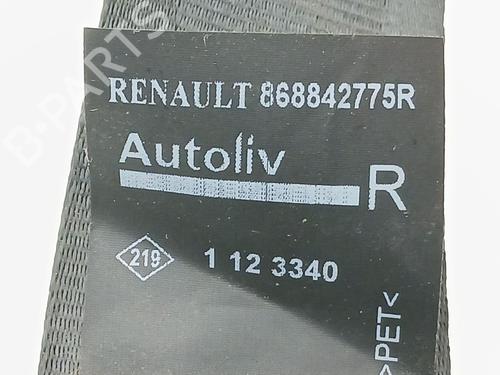 RENAULT 868842775R
Autoliv
R
219 1 12 3340
>PET<
B-PARTS